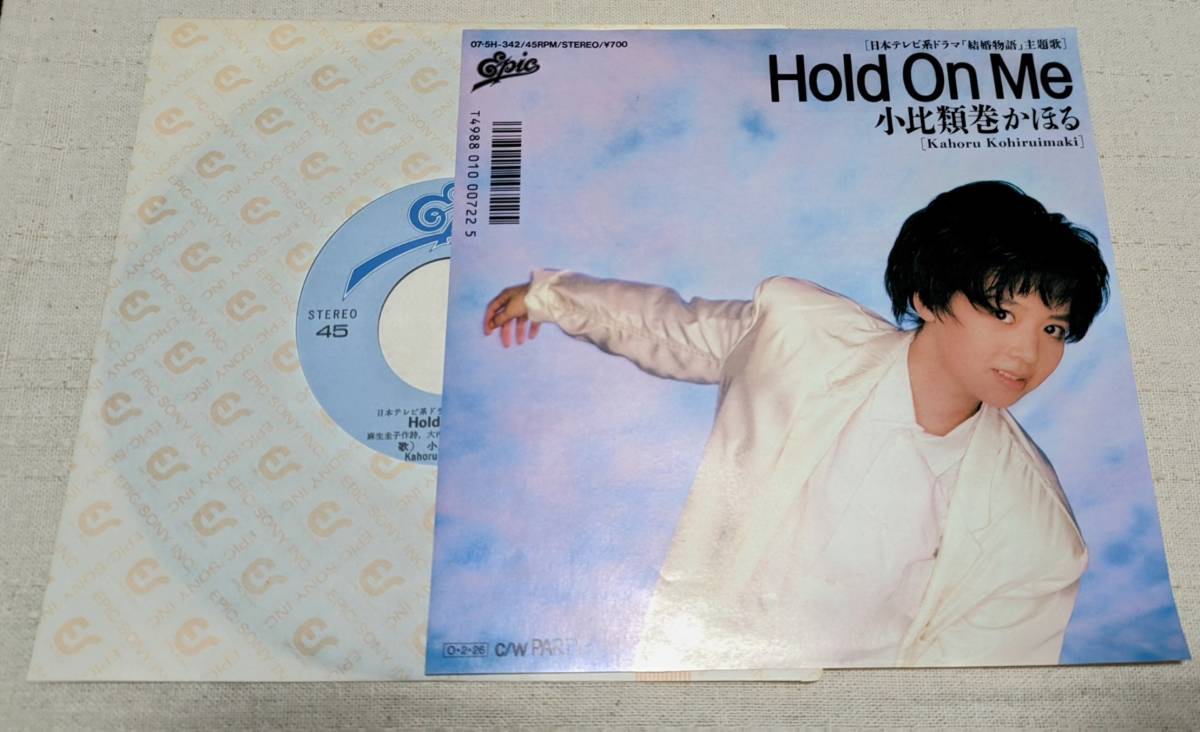 07·5H-342/45RPM/STEREO/¥700
Epic
T4988 010 00722 5
[日本テレビ系ドラマ「結婚物語」主題歌]
Hold On Me
小比類巻かほる
[Kahoru Kohiruimaki]
O·2·26 C/W PART
STEREO
45
日本テレビ系ドラ
Hold
麻生圭子作詩, 大内
歌) 小
Kahoru
EPIC·SONY INC.